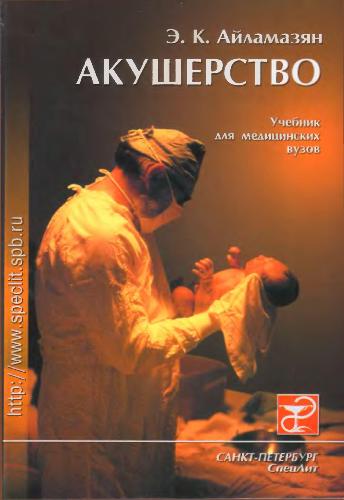 Э. К. Айламазян
АКУШЕРСТВО
Учебник
для медицинских
вузов
http://www.speclit.spb.ru
САНКТ-ПЕТЕРБУРГ
СпецЛит